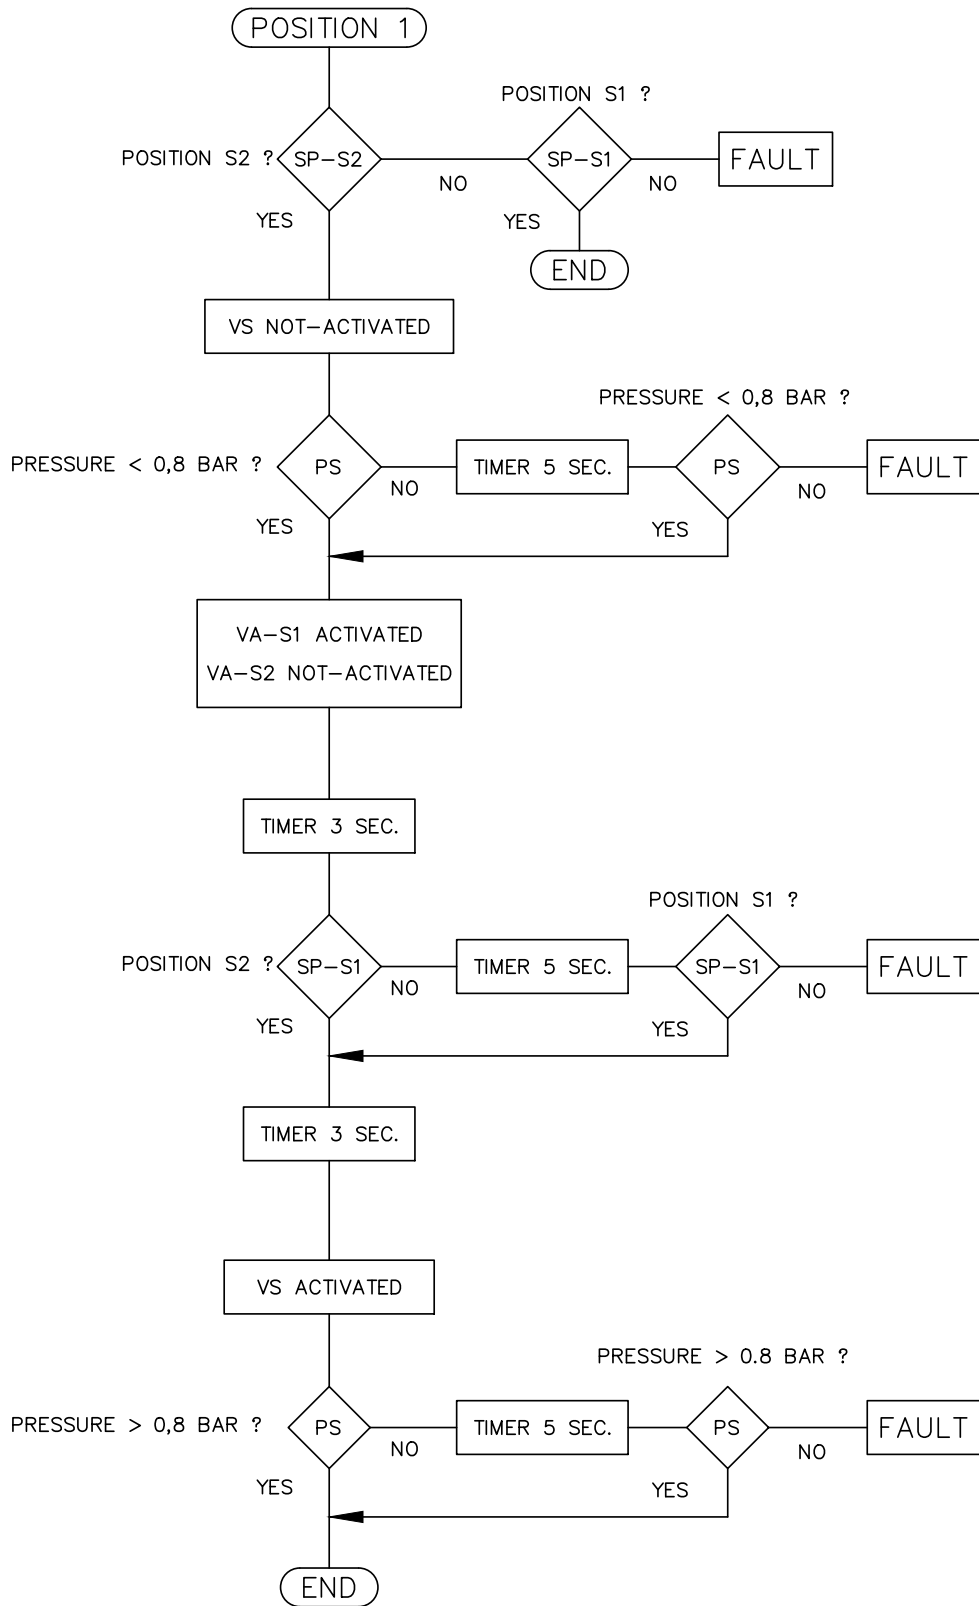 POSITION 1
POSITION S1 ?
POSITION S2 ?
SP-S2
SP-S1
FAULT
NO
NO
YES
YES
END
VS NOT-ACTIVATED
PRESSURE < 0,8 BAR ?
PRESSURE < 0,8 BAR ?
PS
TIMER 5 SEC.
PS
FAULT
NO
NO
YES
YES
VA-S1 ACTIVATED
VA-S2 NOT-ACTIVATED
TIMER 3 SEC.
POSITION S1 ?
POSITION S2 ?
SP-S1
TIMER 5 SEC.
SP-S1
FAULT
NO
NO
YES
YES
TIMER 3 SEC.
VS ACTIVATED
PRESSURE > 0.8 BAR ?
PRESSURE > 0,8 BAR ?
PS
TIMER 5 SEC.
PS
FAULT
NO
NO
YES
YES
END